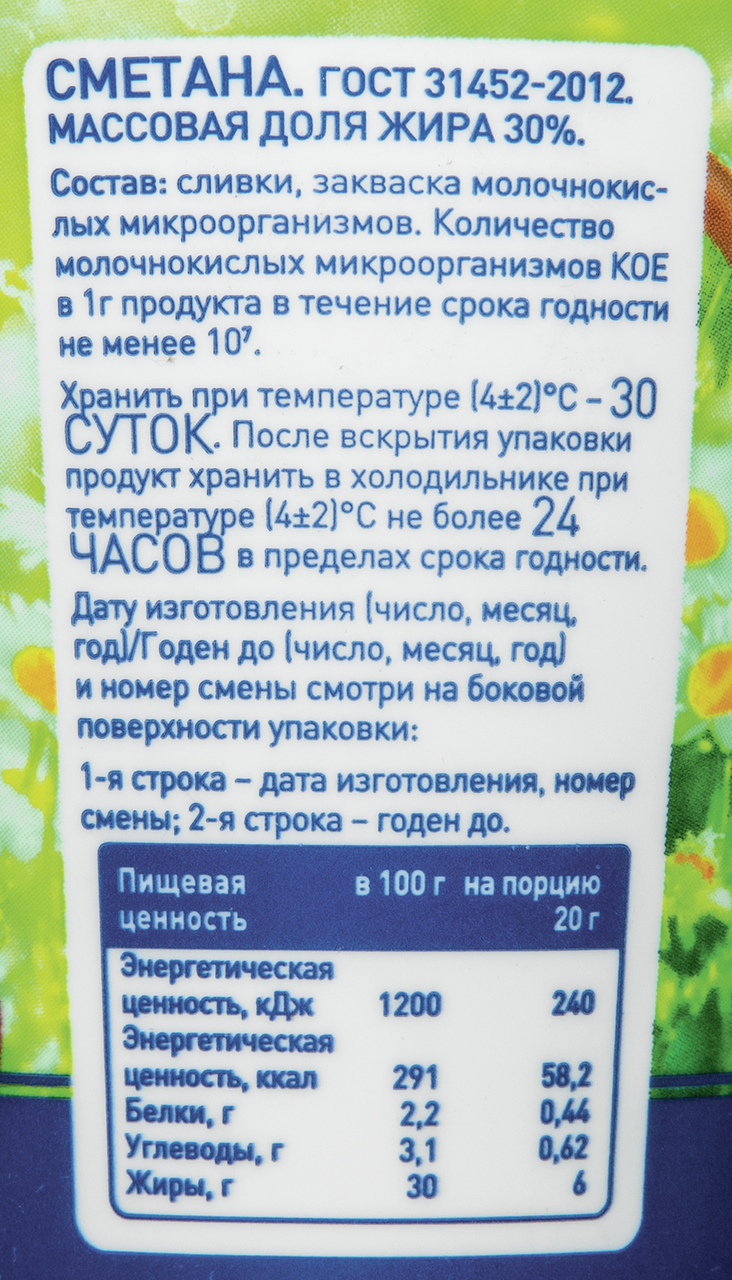 СМЕТАНА. ГОСТ 31452-2012.
МАССОВАЯ ДОЛЯ ЖИРА 30%.
Состав: сливки, закваска молочнокис-
лых микроорганизмов. Количество
молочнокислых микроорганизмов КОЕ
в 1г продукта в течение срока годности
не менее 10⁷.
Хранить при температуре (4±2)°С – 30
СУТОК. После вскрытия упаковки
продукт хранить в холодильнике при
температуре (4±2)°С не более 24
ЧАСОВ в пределах срока годности.
Дату изготовления (число, месяц,
год)/Годен до (число, месяц, год)
и номер смены смотри на боковой
поверхности упаковки:
1-я строка – дата изготовления, номер
смены; 2-я строка – годен до.
Пищевая в 100 г на порцию
ценность 20 г
Энергетическая
ценность, кДж 1200 240
Энергетическая
ценность, ккал 291 58,2
Белки, г 2,2 0,44
Углеводы, г 3,1 0,62
Жиры, г 30 6